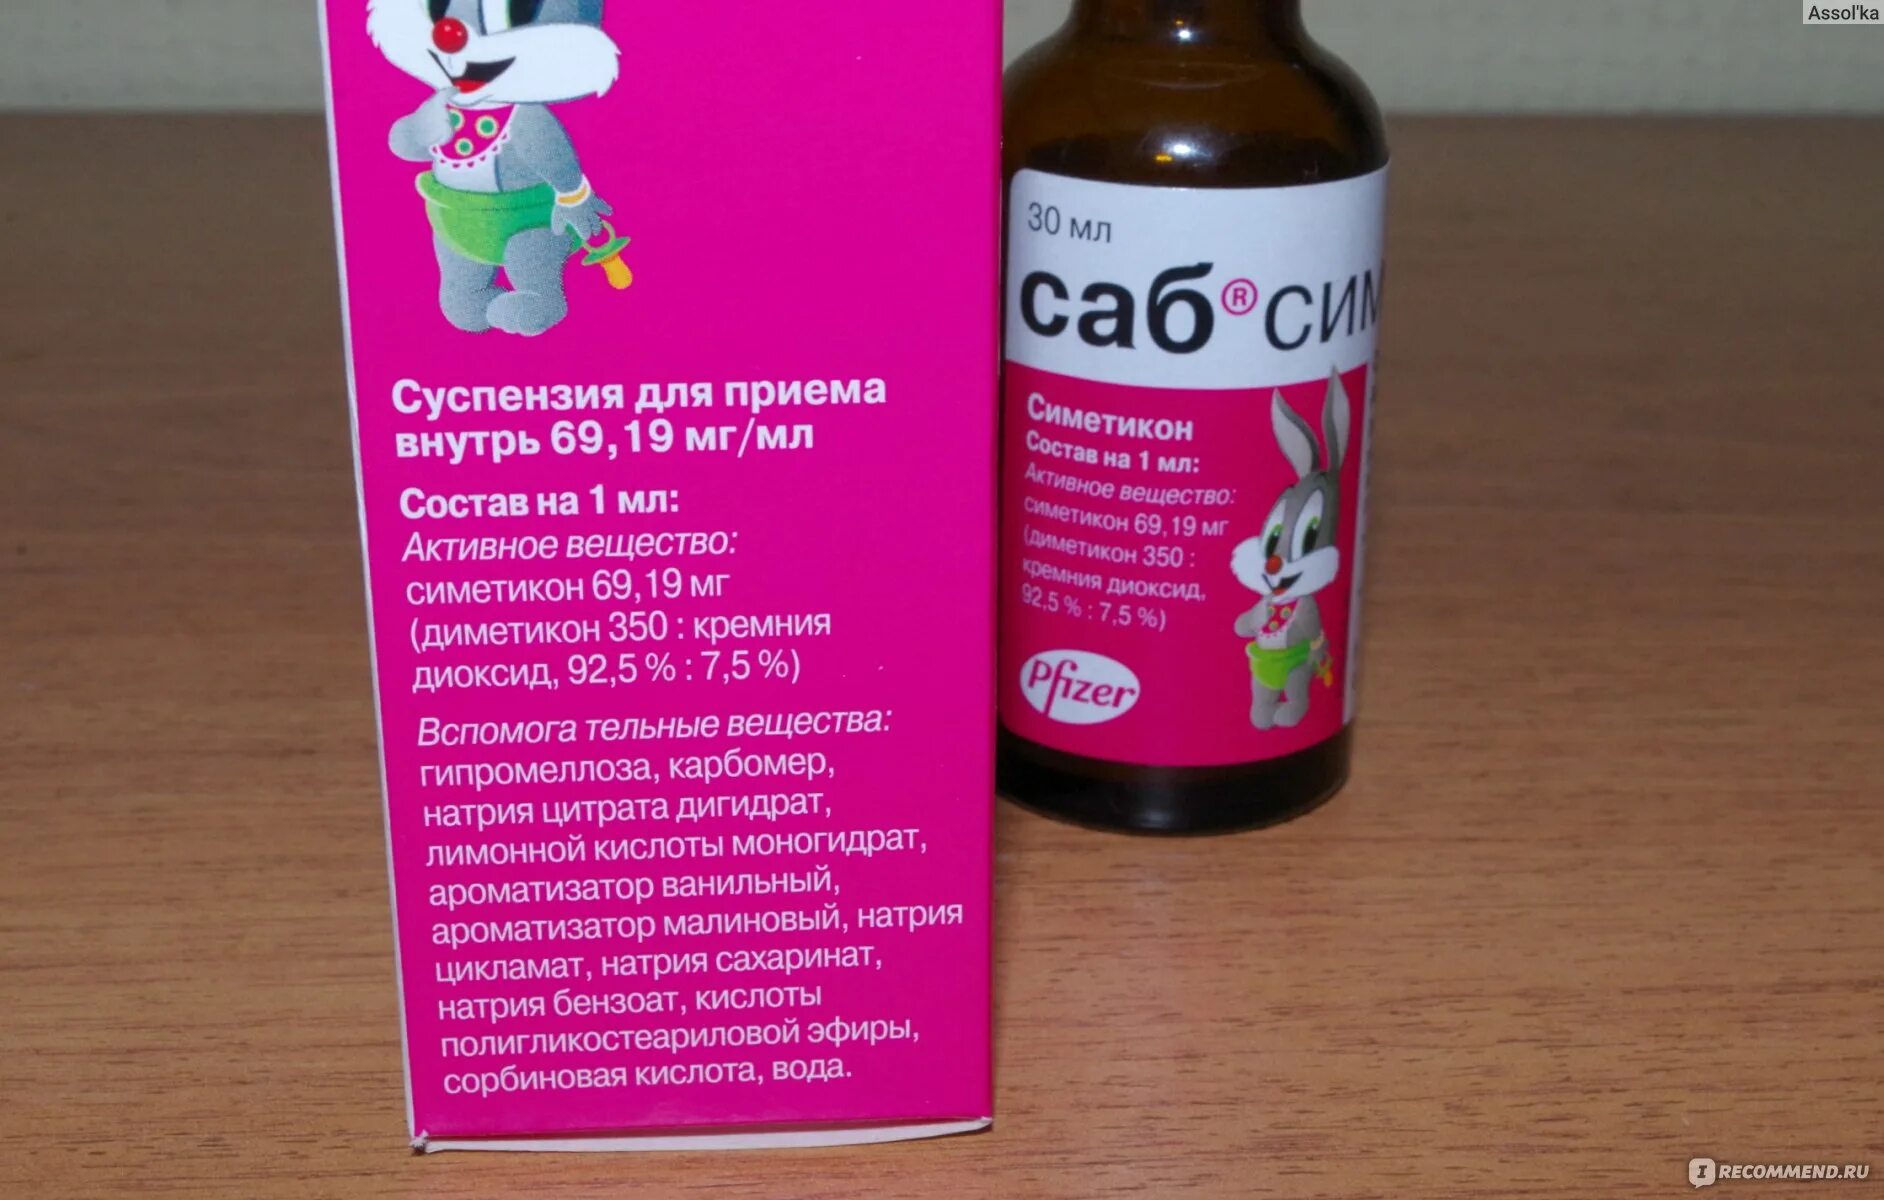 Assol'ka
Суспензия для приема
внутрь 69,19 мг/мл
Состав на 1 мл:
Активное вещество:
симетикон 69,19 мг
(диметикон 350 : кремния
диоксид, 92,5 % : 7,5 %)
Вспомога тельные вещества:
гипромеллоза, карбомер,
натрия цитрата дигидрат,
лимонной кислоты моногидрат,
ароматизатор ванильный,
ароматизатор малиновый, натрия
цикламат, натрия сахаринат,
натрия бензоат, кислоты
полигликостеариловой эфиры,
сорбиновая кислота, вода.
30 мл
саб® сим
Симетикон
Состав на 1 мл:
Активное вещество:
симетикон 69,19 мг
(диметикон 350 :
кремния диоксид,
92,5 % : 7,5 %)
Pfizer
IRECOMMEND.RU